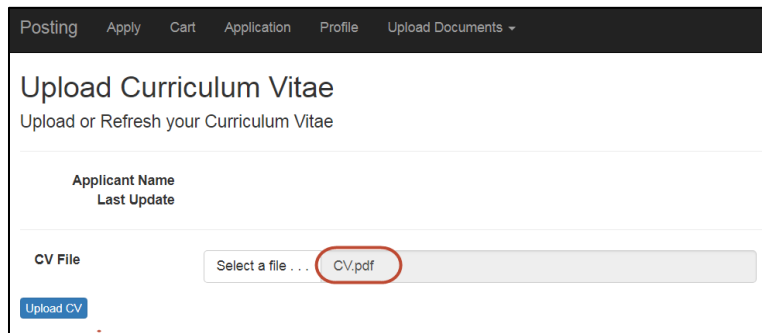 Posting Apply Cart Application Profile Upload Documents
Upload Curriculum Vitae
Upload or Refresh your Curriculum Vitae
Applicant Name
Last Update
CV File Select a file . . . CV.pdf
Upload CV